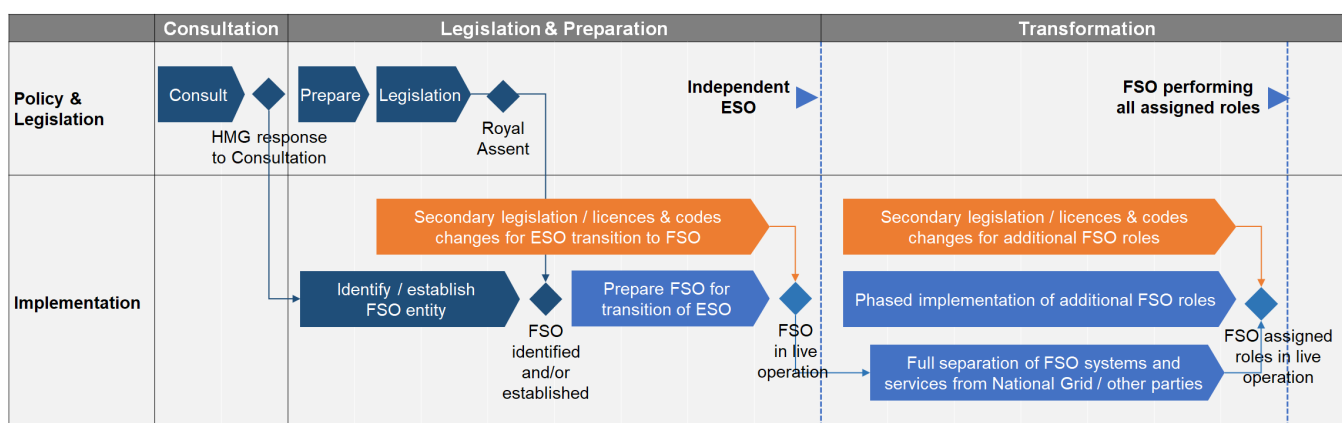 Consultation
Legislation & Preparation
Transformation
Policy &
Legislation
Consult
HMG response
to Consultation
Prepare
Legislation
Royal
Assent
Independent
ESO
FSO performing
all assigned roles
Implementation
Secondary legislation / licences & codes
changes for ESO transition to FSO
Identify / establish
FSO entity
FSO
identified
and/or
established
Prepare FSO for
transition of ESO
FSO
in live
operation
Secondary legislation / licences & codes
changes for additional FSO roles
Phased implementation of additional FSO roles
Full separation of FSO systems and
services from National Grid / other parties
FSO assigned
roles in live
operation